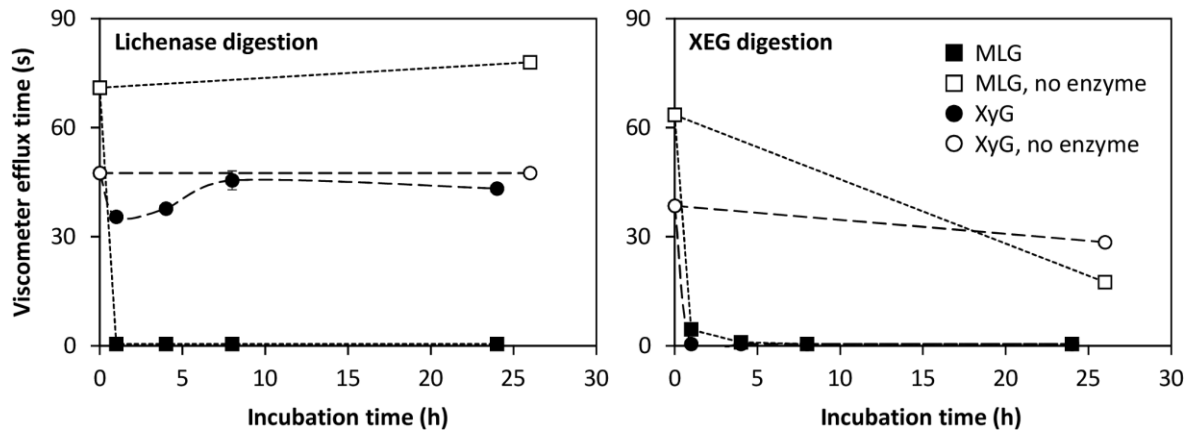 Lichenase digestion
XEG digestion
MLG
MLG, no enzyme
XyG
XyG, no enzyme
Viscometer efflux time (s)
90
60
30
0
0 5 10 15 20 25 30
Incubation time (h)
90
60
30
0
0 5 10 15 20 25 30
Incubation time (h)